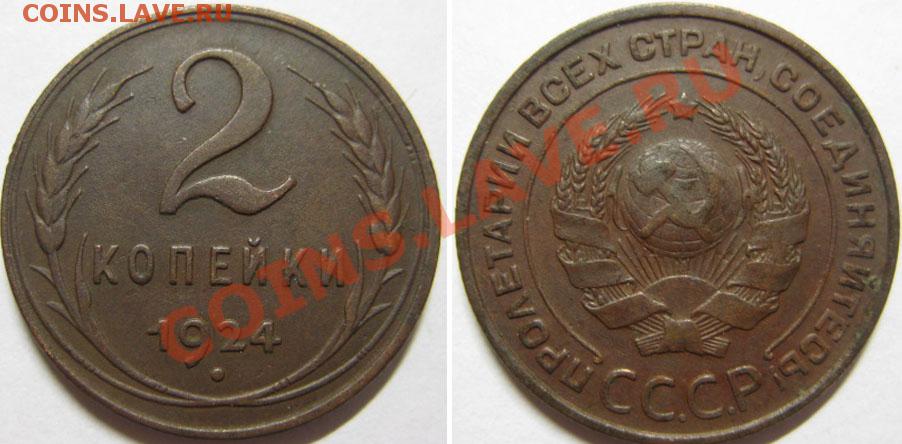 COINS.LAVE.RU
2
КОПЕЙКИ
1924
ПРОЛЕТАРИИ ВСЕХ СТРАН, СОЕДИНЯЙТЕСЬ!
С.С.С.Р.
COINS.LAVE.RU